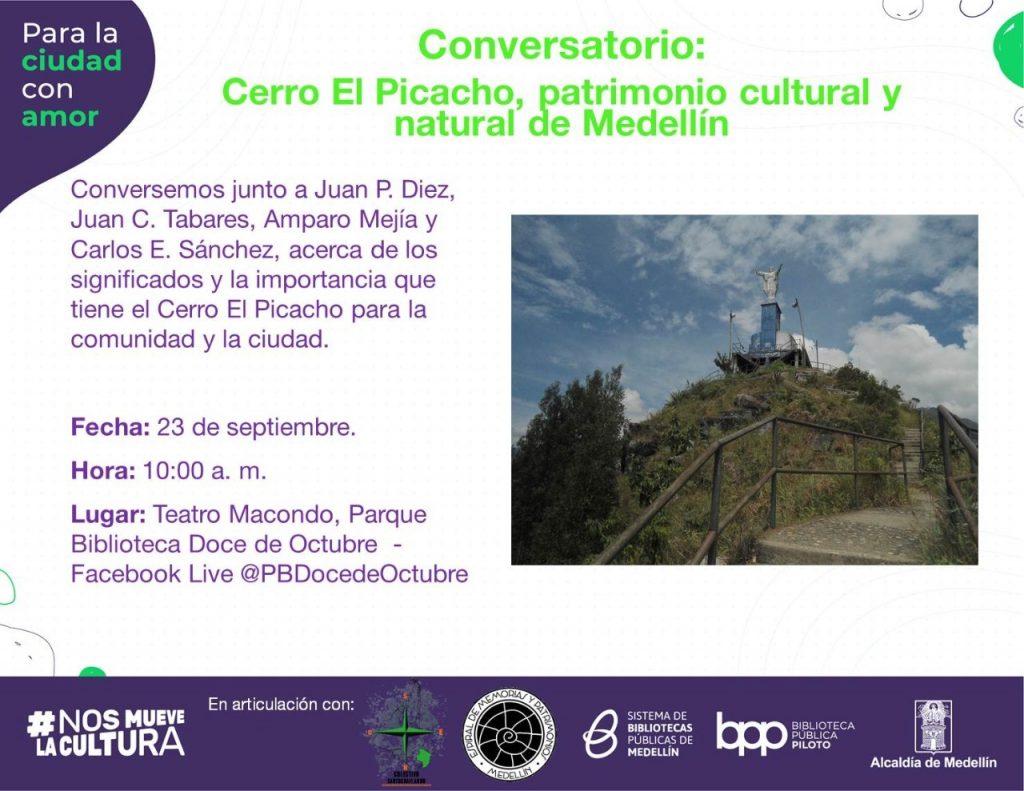 Para la
ciudad
con
amor
Conversatorio:
Cerro El Picacho, patrimonio cultural y
natural de Medellín
Conversemos junto a Juan P. Diez,
Juan C. Tabares, Amparo Mejía y
Carlos E. Sánchez, acerca de los
significados y la importancia que
tiene el Cerro El Picacho para la
comunidad y la ciudad.
Fecha: 23 de septiembre.
Hora: 10:00 a. m.
Lugar: Teatro Macondo, Parque
Biblioteca Doce de Octubre -
Facebook Live @PBDocedeOctubre
#NOS MUEVE
LA CULTURA
En articulación con:
COLECTIVO
ESPIRAL DE MEMORIAS Y PATRIMONIOS
MEDELLÍN
SISTEMA DE
BIBLIOTECAS
PÚBLICAS DE
MEDELLÍN
bpp
BIBLIOTECA
PÚBLICA
PILOTO
Alcaldía de Medellín